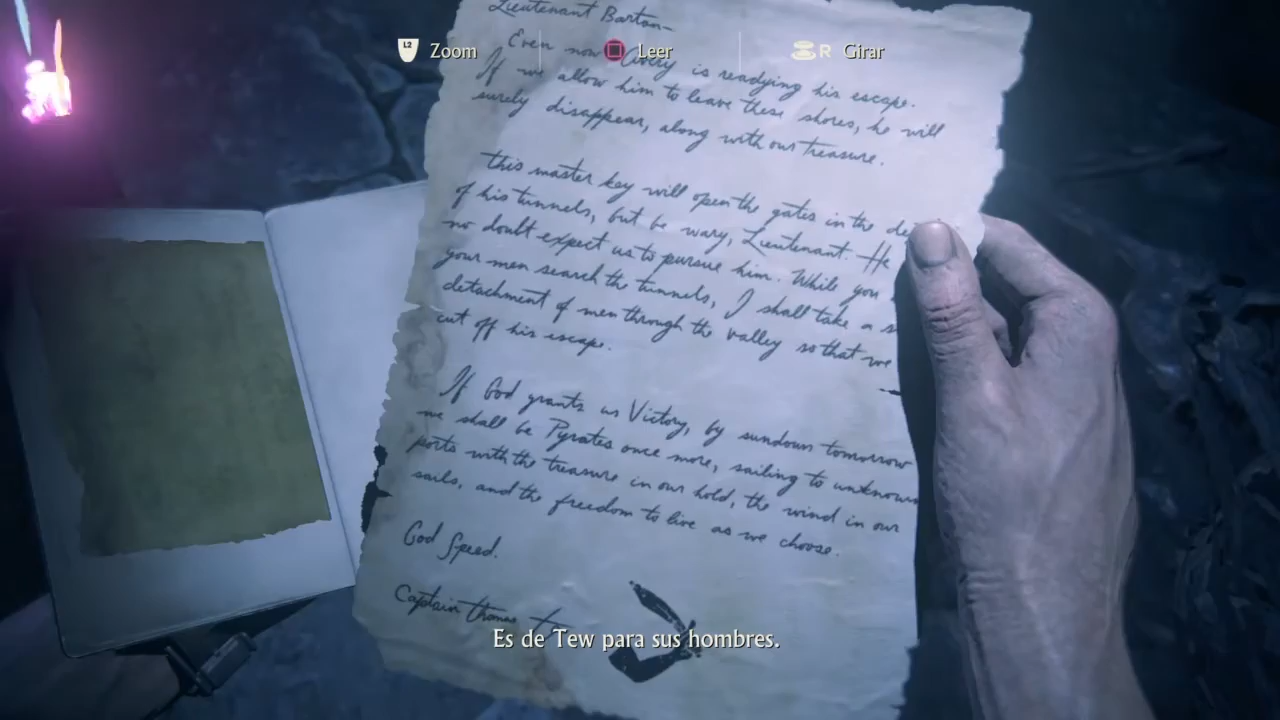 Lieutenant Barton—
L2 Zoom Leer R Girar
Even now Avery is readying his escape.
If we allow him to leave these shores, he will
surely disappear, along with our treasure.
This master key will open the gates in the de
of his tunnels, but be wary, Lieutenant. He
no doubt expect us to pursue him. While you
your men search the tunnels, I shall take a s
detachment of men through the valley so that we
cut off his escape.
If God grants us Victory, by sundown tomorrow
we shall be Pyrates once more, sailing to unknown
ports with the treasure in our hold, the wind in our
sails, and the freedom to live as we choose.
God Speed.
Captain Thomas
Es de Tew para sus hombres.